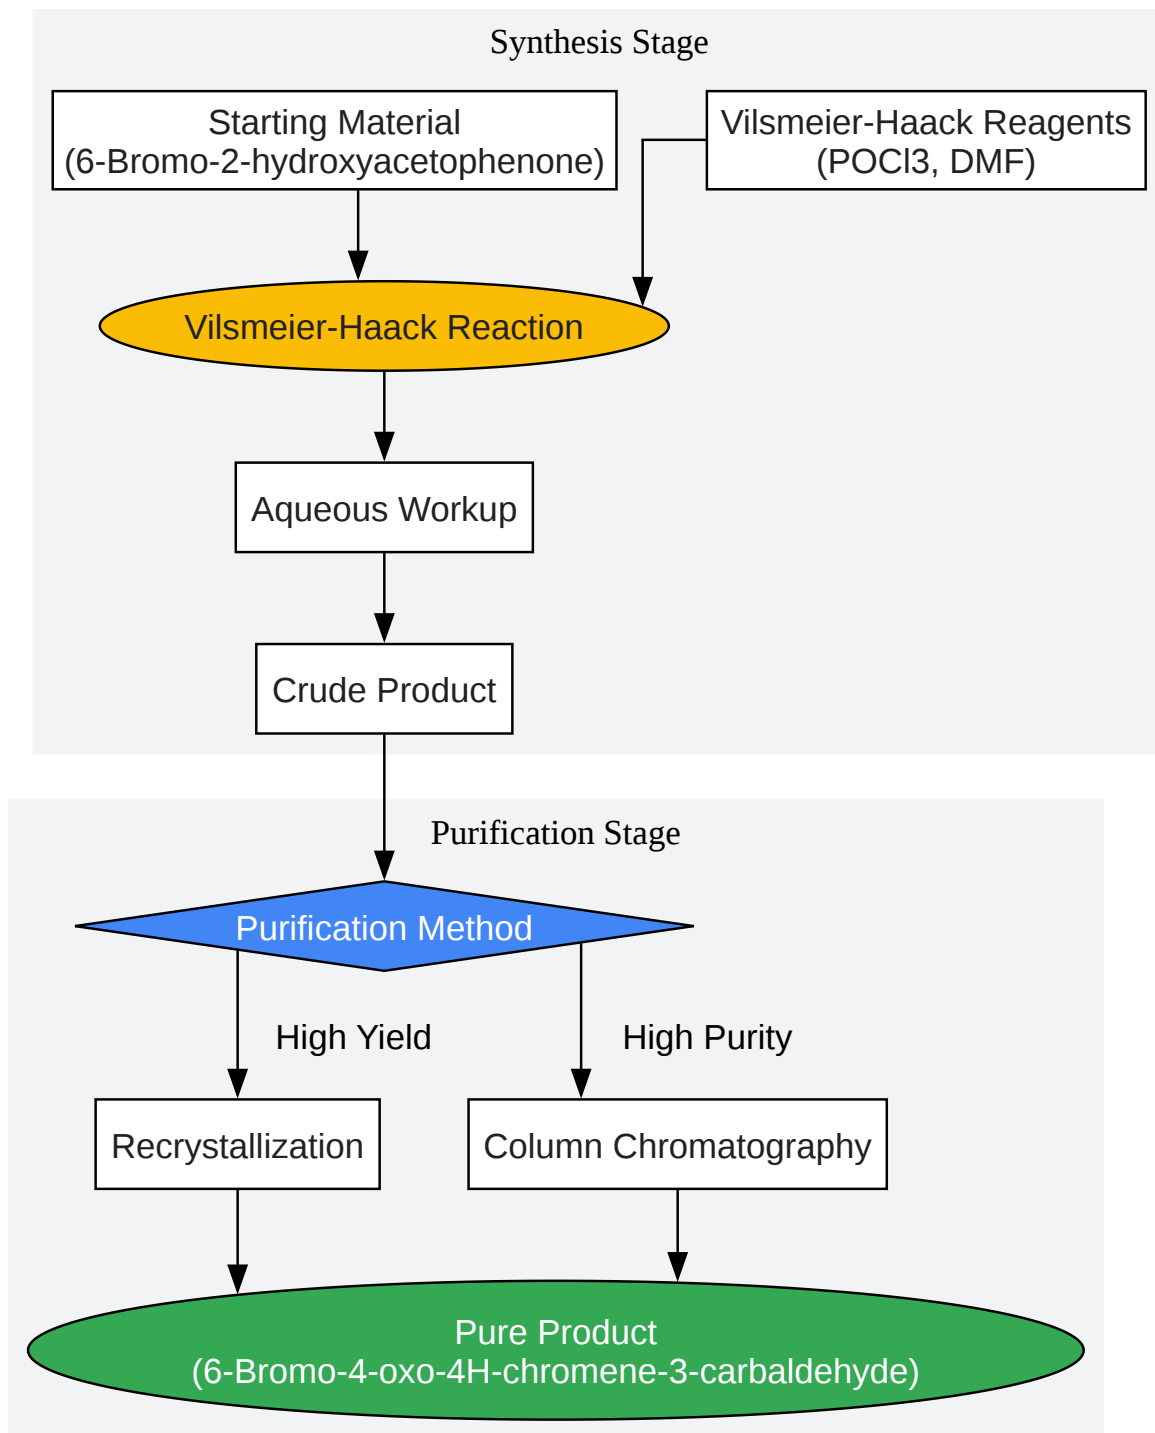 Synthesis Stage
Starting Material
(6-Bromo-2-hydroxyacetophenone)
Vilsmeier-Haack Reagents
(POCl3, DMF)
Vilsmeier-Haack Reaction
Aqueous Workup
Crude Product
Purification Stage
Purification Method
High Yield
High Purity
Recrystallization
Column Chromatography
Pure Product
(6-Bromo-4-oxo-4H-chromene-3-carbaldehyde)